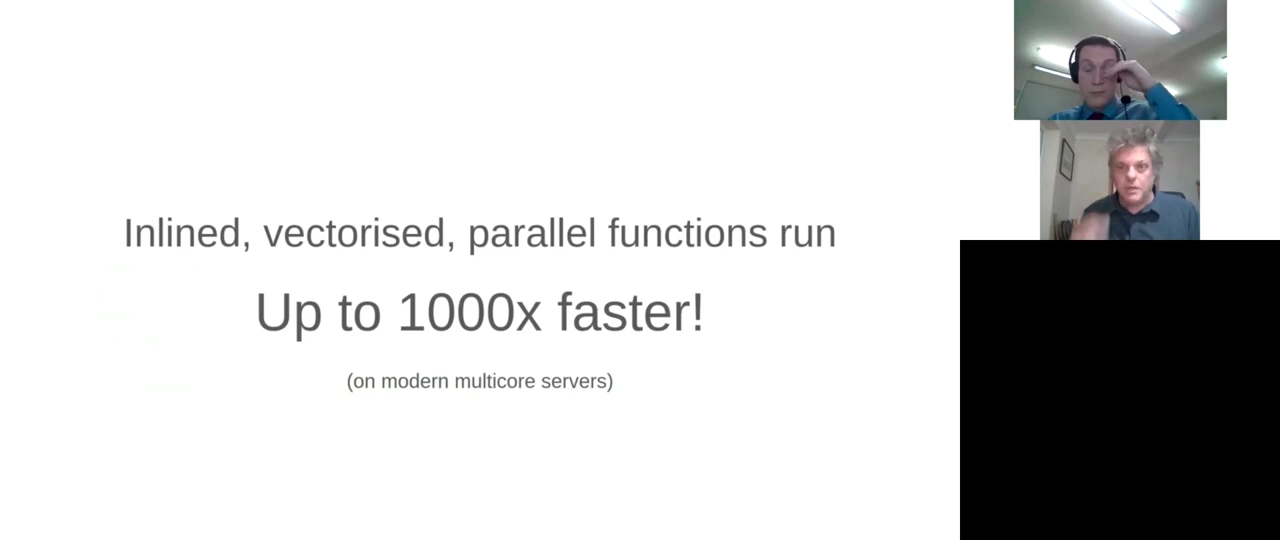 Inlined, vectorised, parallel functions run
Up to 1000x faster!
(on modern multicore servers)